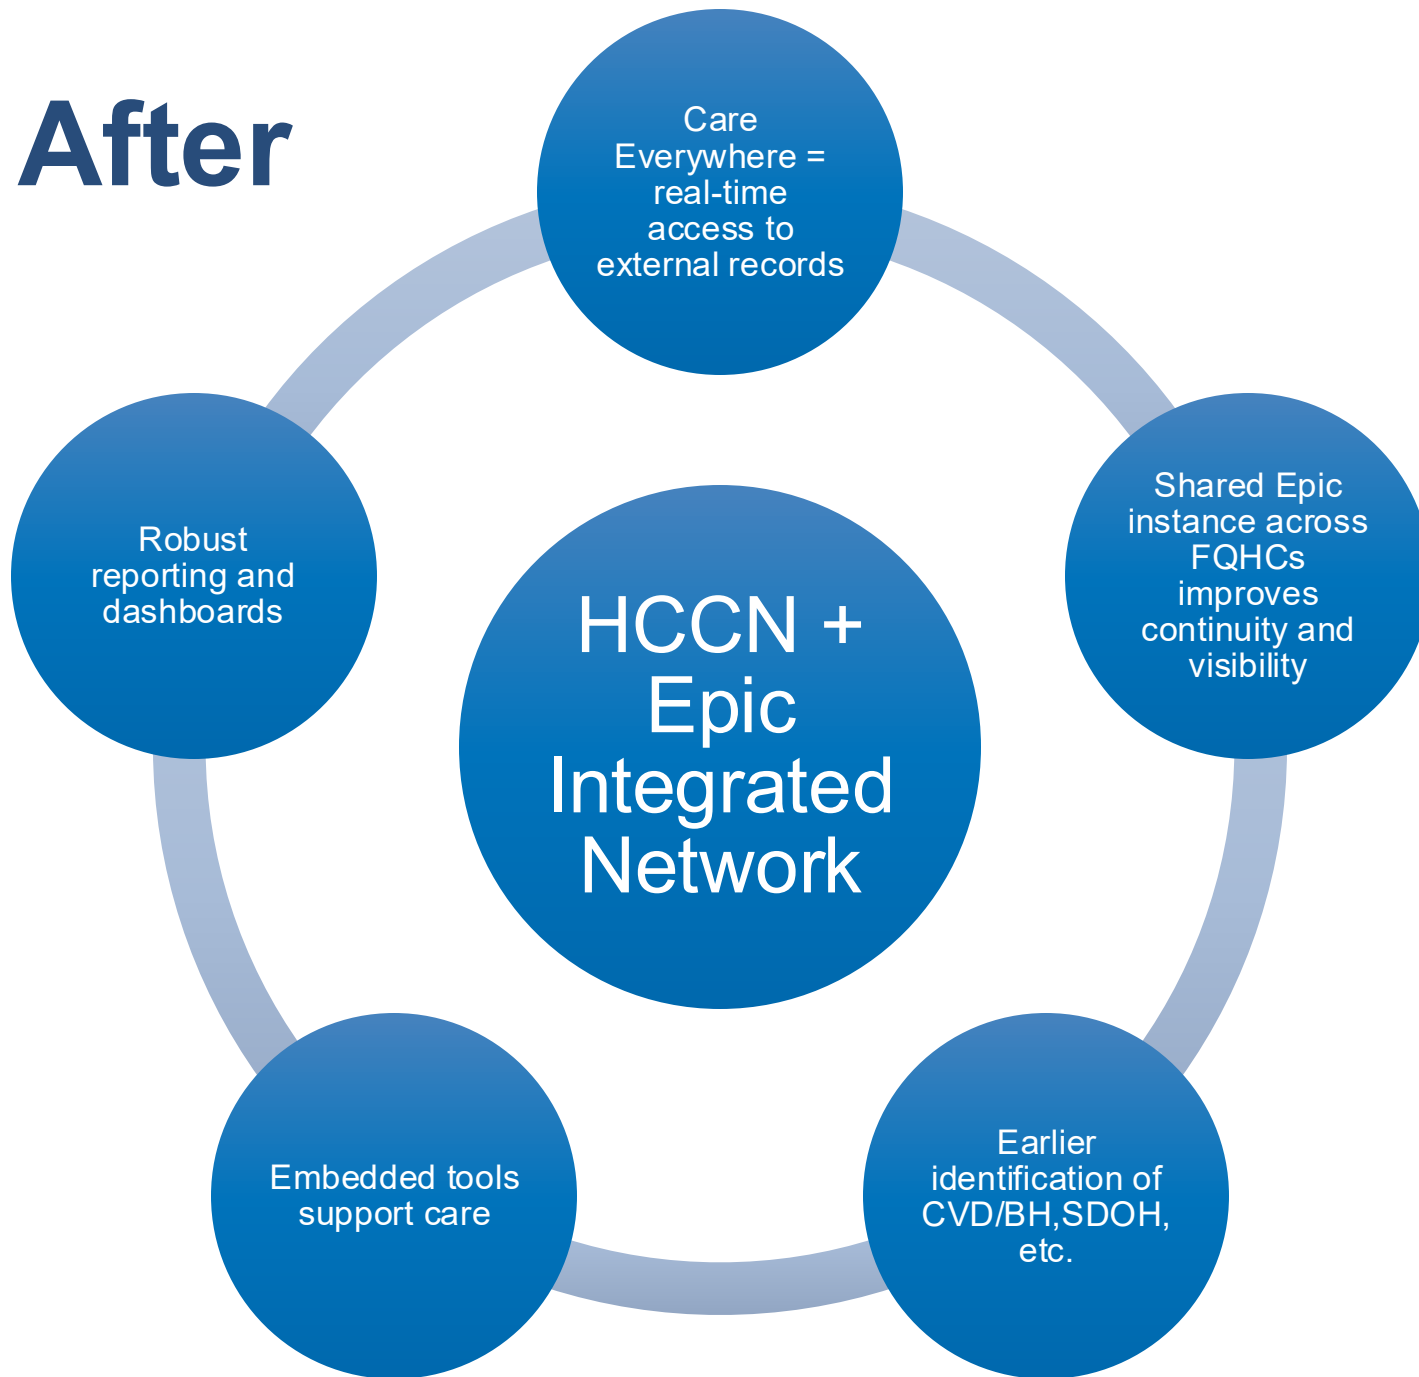 After
Care
Everywhere =
real-time
access to
external records
Shared Epic
instance across
FQHCs
improves
continuity and
visibility
Earlier
identification of
CVD/BH,SDOH,
etc.
Embedded tools
support care
Robust
reporting and
dashboards
HCCN +
Epic
Integrated
Network